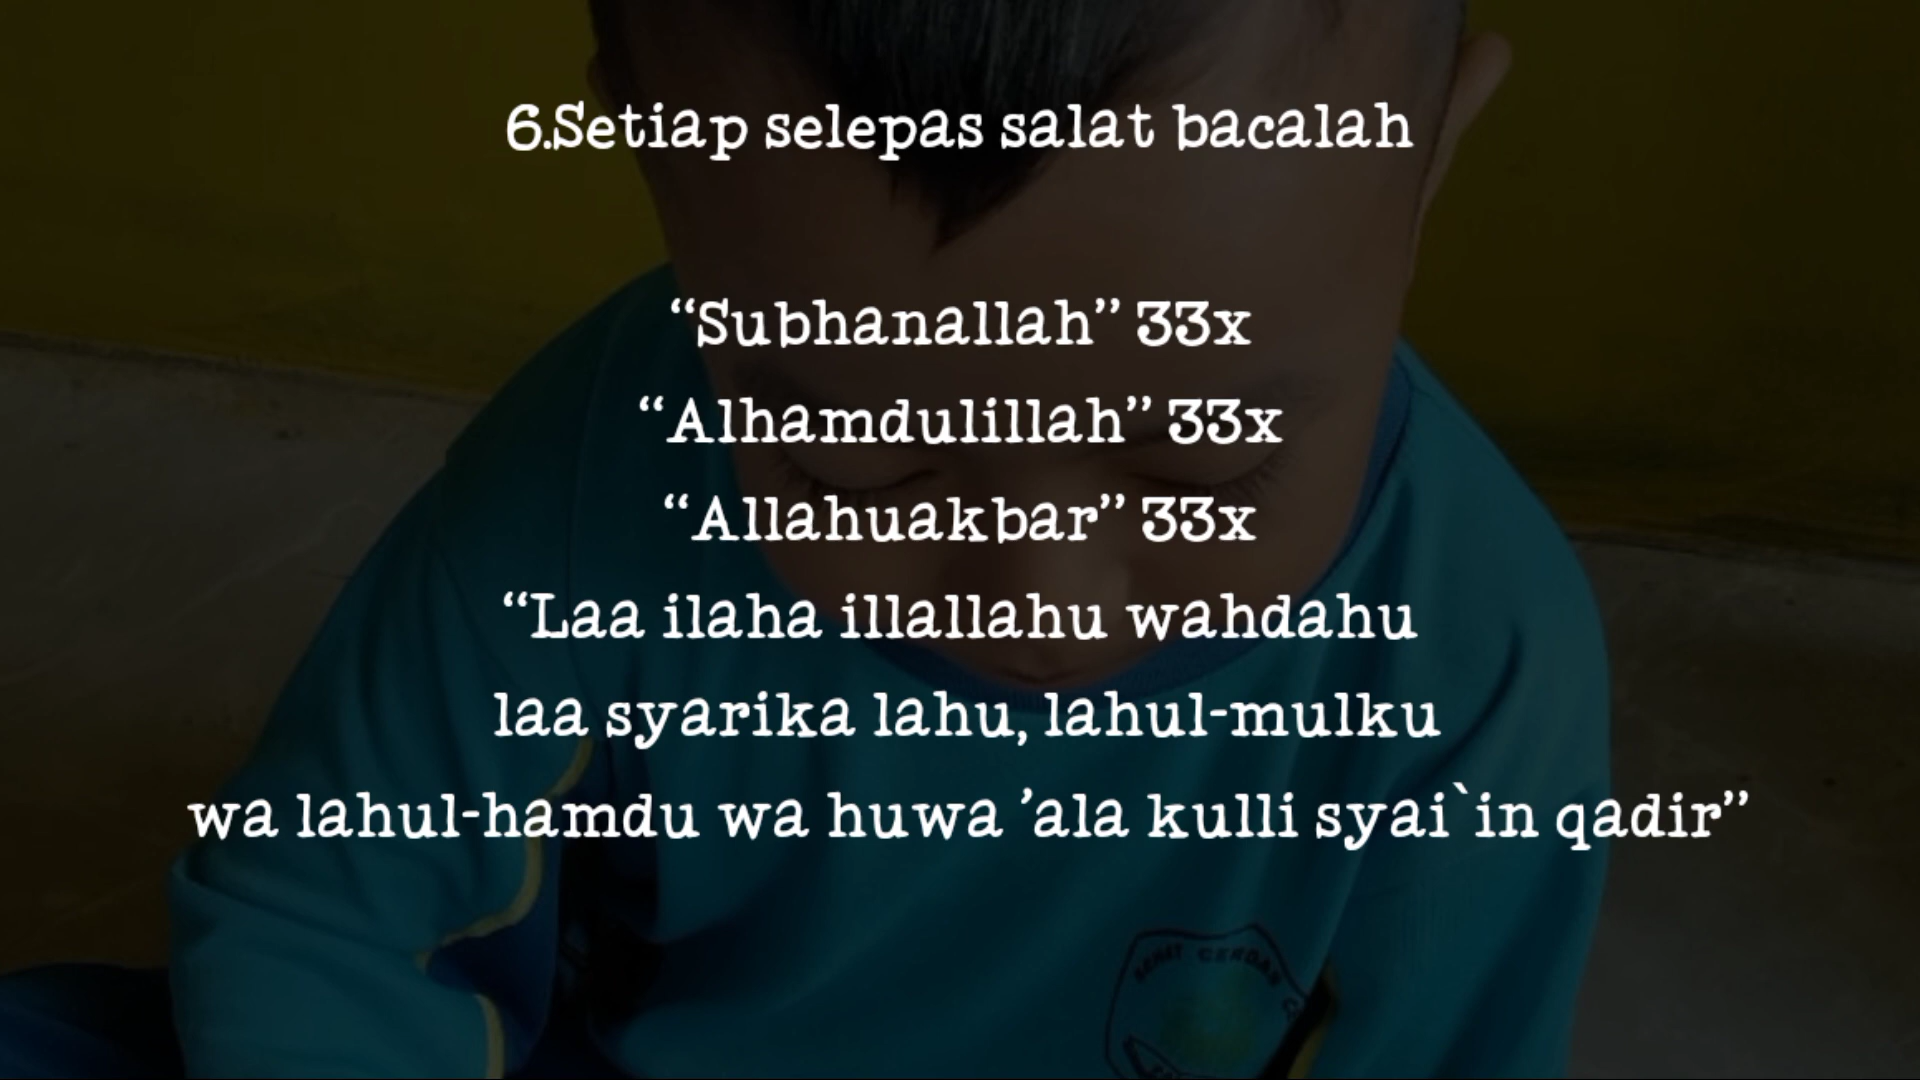 6.Setiap selepas salat bacalah
“Subhanallah” 33x
“Alhamdulillah” 33x
“Allahuakbar” 33x
“Laa ilaha illallahu wahdahu
laa syarika lahu, lahul-mulku
wa lahul-hamdu wa huwa ’ala kulli syai`in qadir”
CERDAS